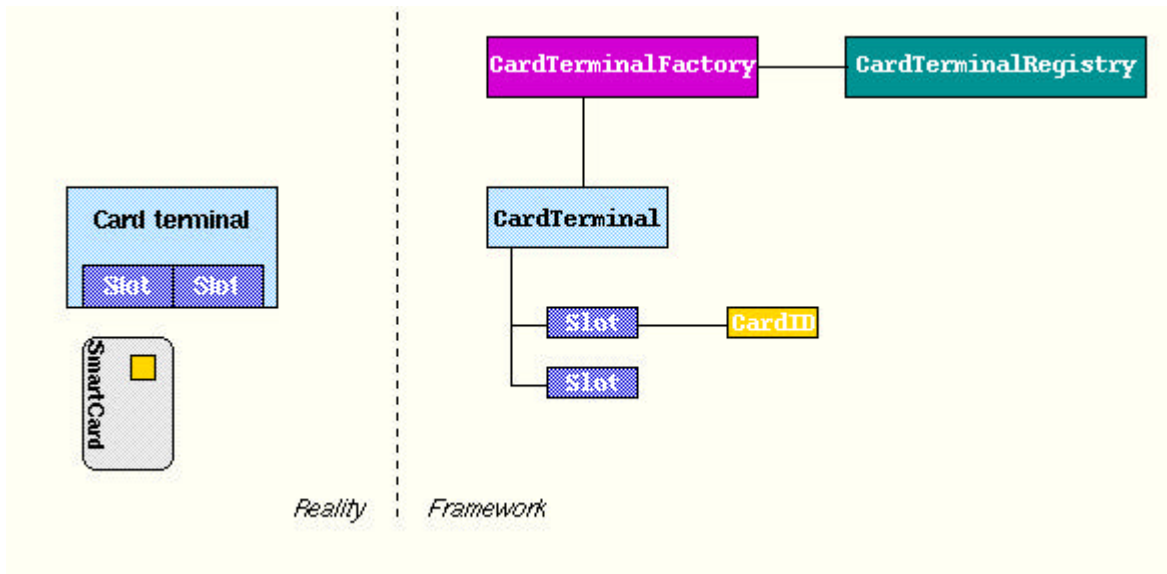 CardTerminalFactory
CardTerminalRegistry
Card terminal
CardTerminal
Slot Slot
Slot
CardID
SmartCard
Slot
Reality
Framework